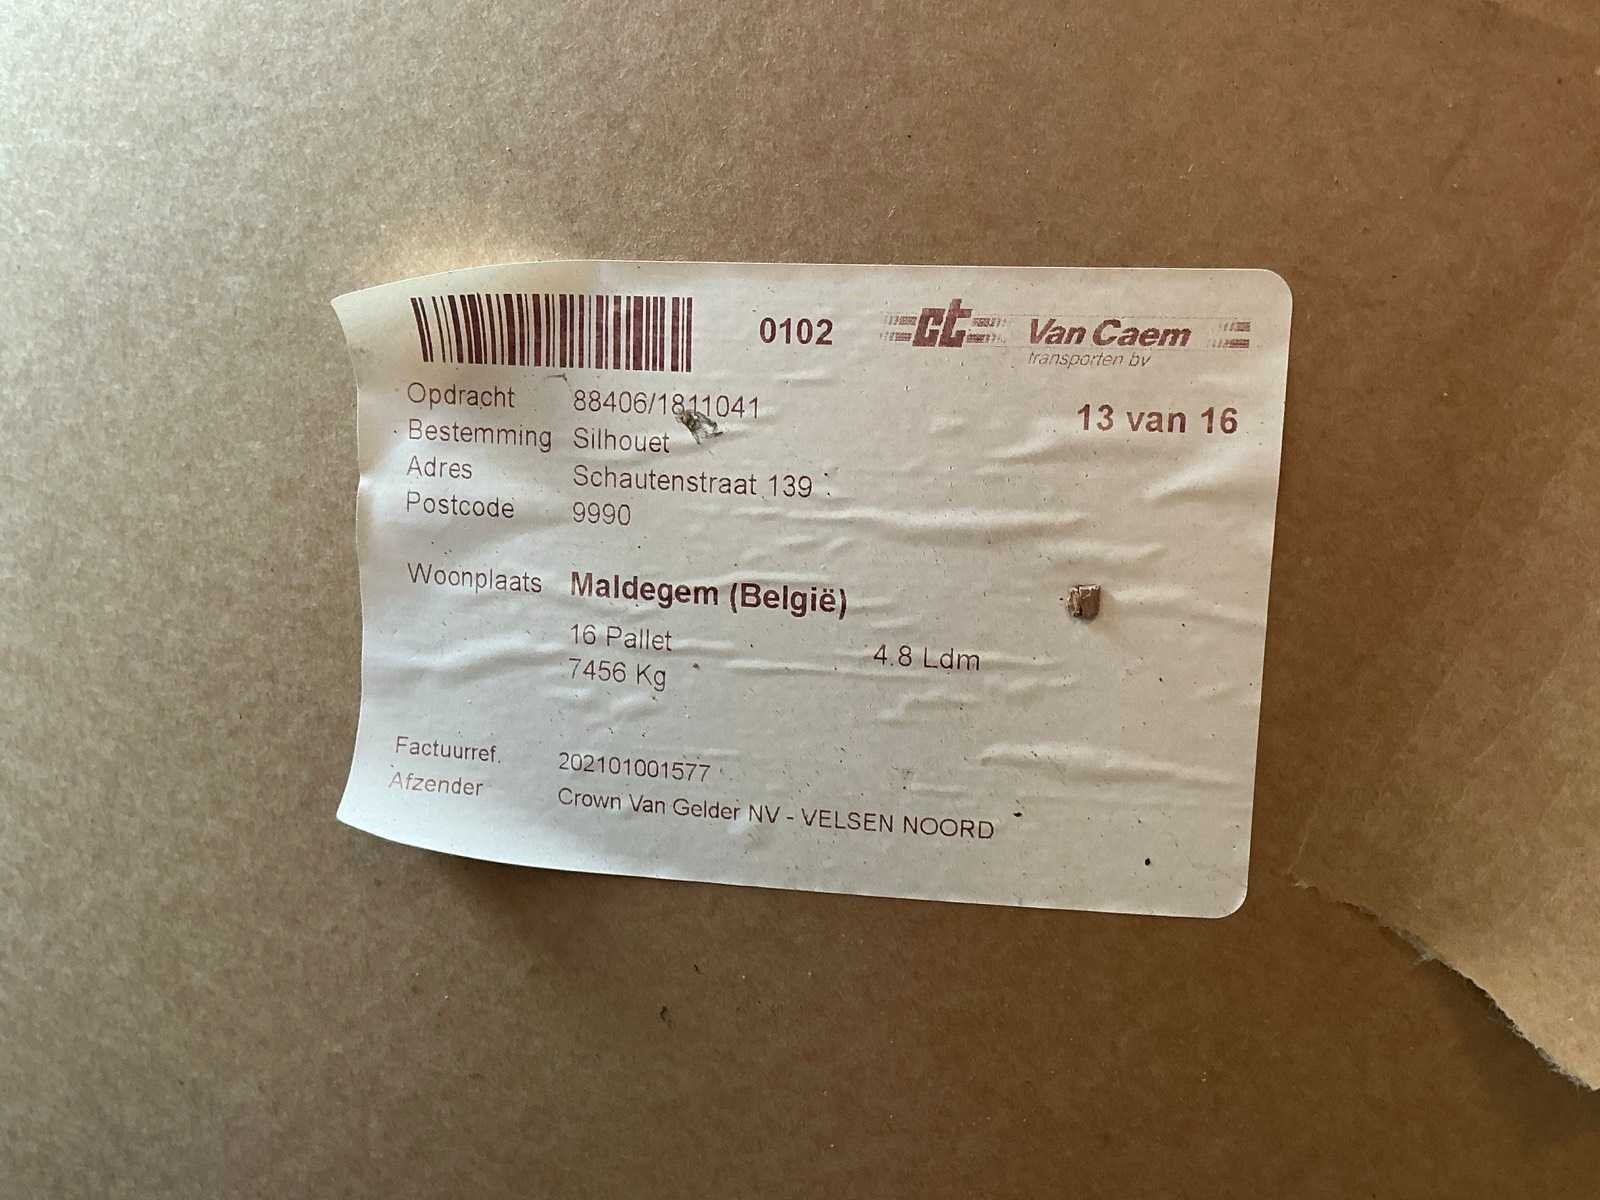 0102
ct Van Caem
transporten bv
Opdracht 88406/1811041
13 van 16
Bestemming Silhouet
Adres Schautenstraat 139
Postcode 9990
Woonplaats Maldegem (België)
16 Pallet 4.8 Ldm
7456 Kg
Factuurref. 202101001577
Afzender Crown Van Gelder NV - VELSEN NOORD